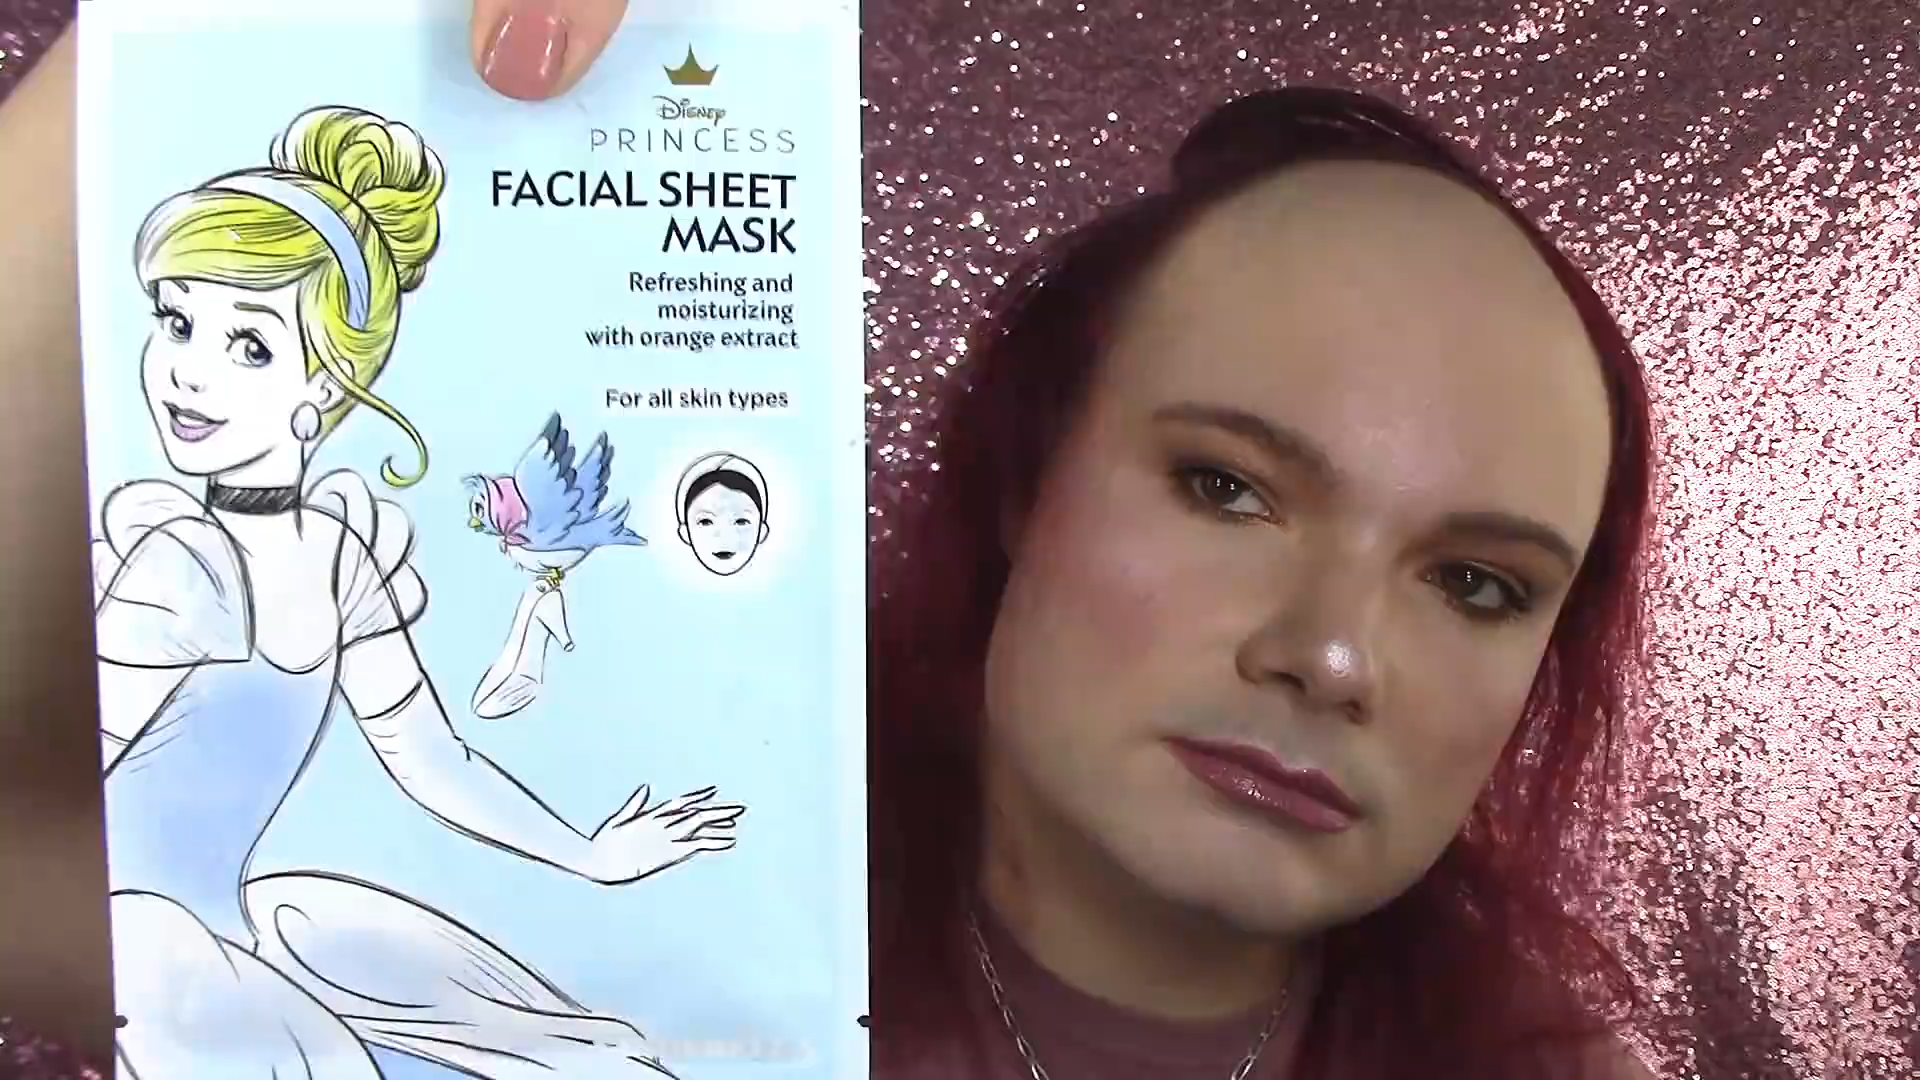 Disney
PRINCESS
FACIAL SHEET
MASK
Refreshing and
moisturizing
with orange extract
For all skin types